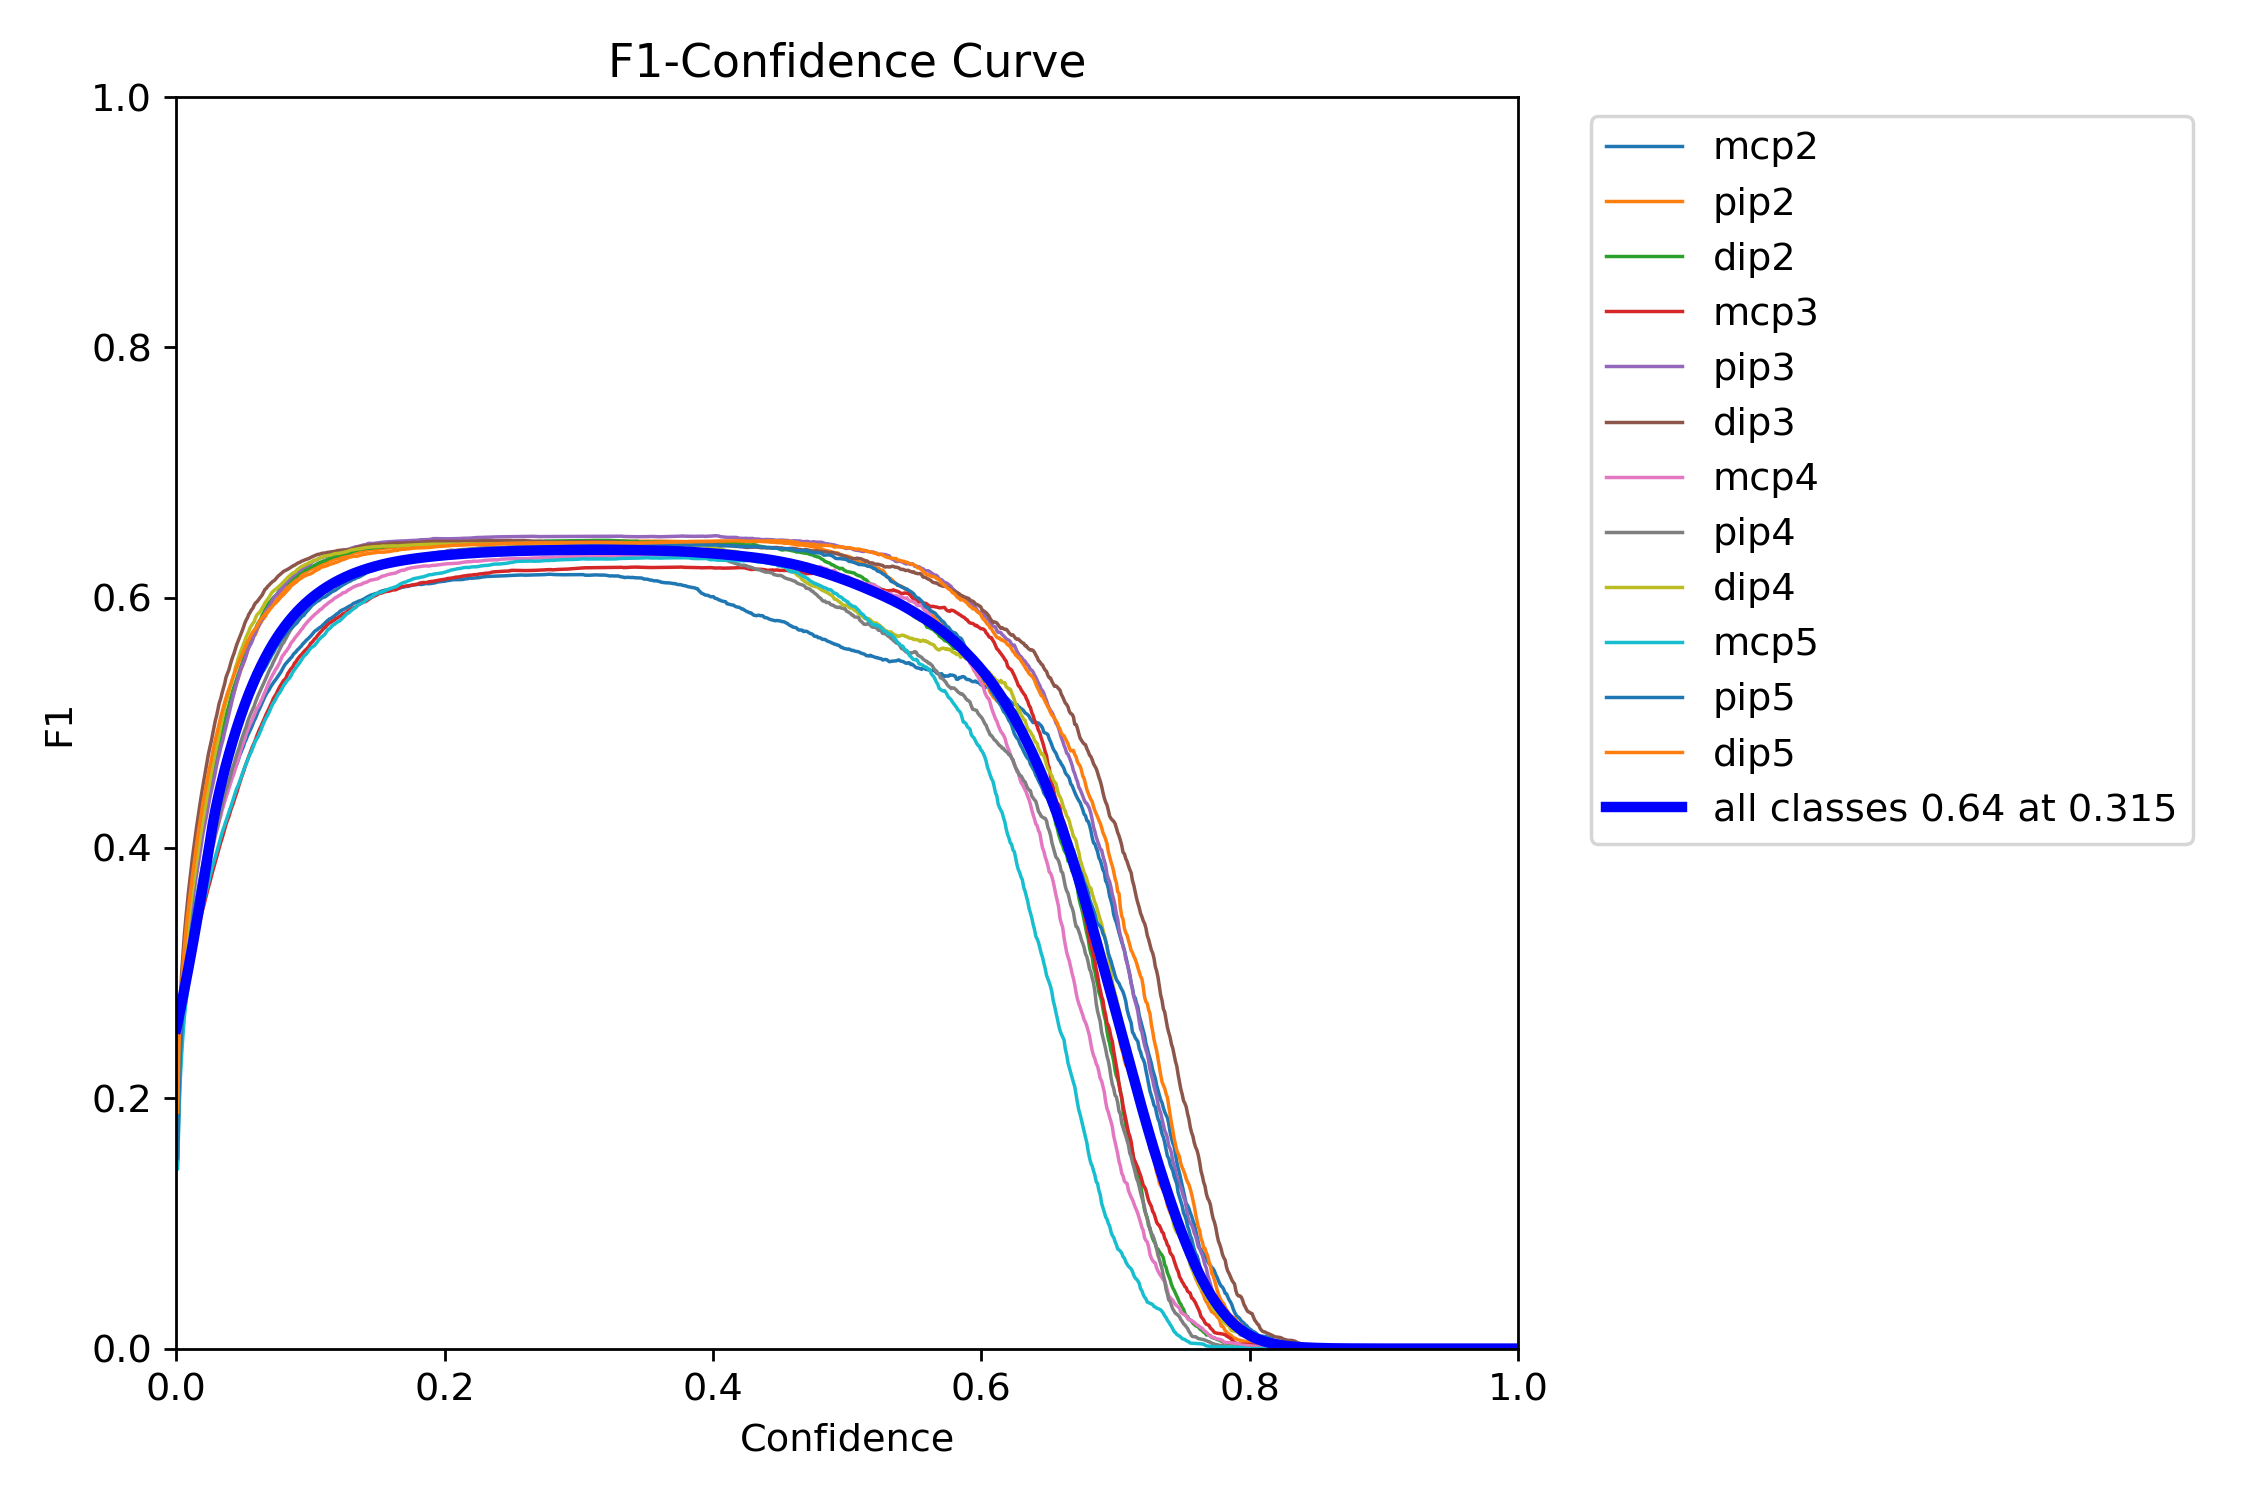 F1-Confidence Curve
1.0
0.8
0.6
0.4
0.2
0.0
F1
0.0 0.2 0.4 0.6 0.8 1.0
Confidence
mcp2
pip2
dip2
mcp3
pip3
dip3
mcp4
pip4
dip4
mcp5
pip5
dip5
all classes 0.64 at 0.315